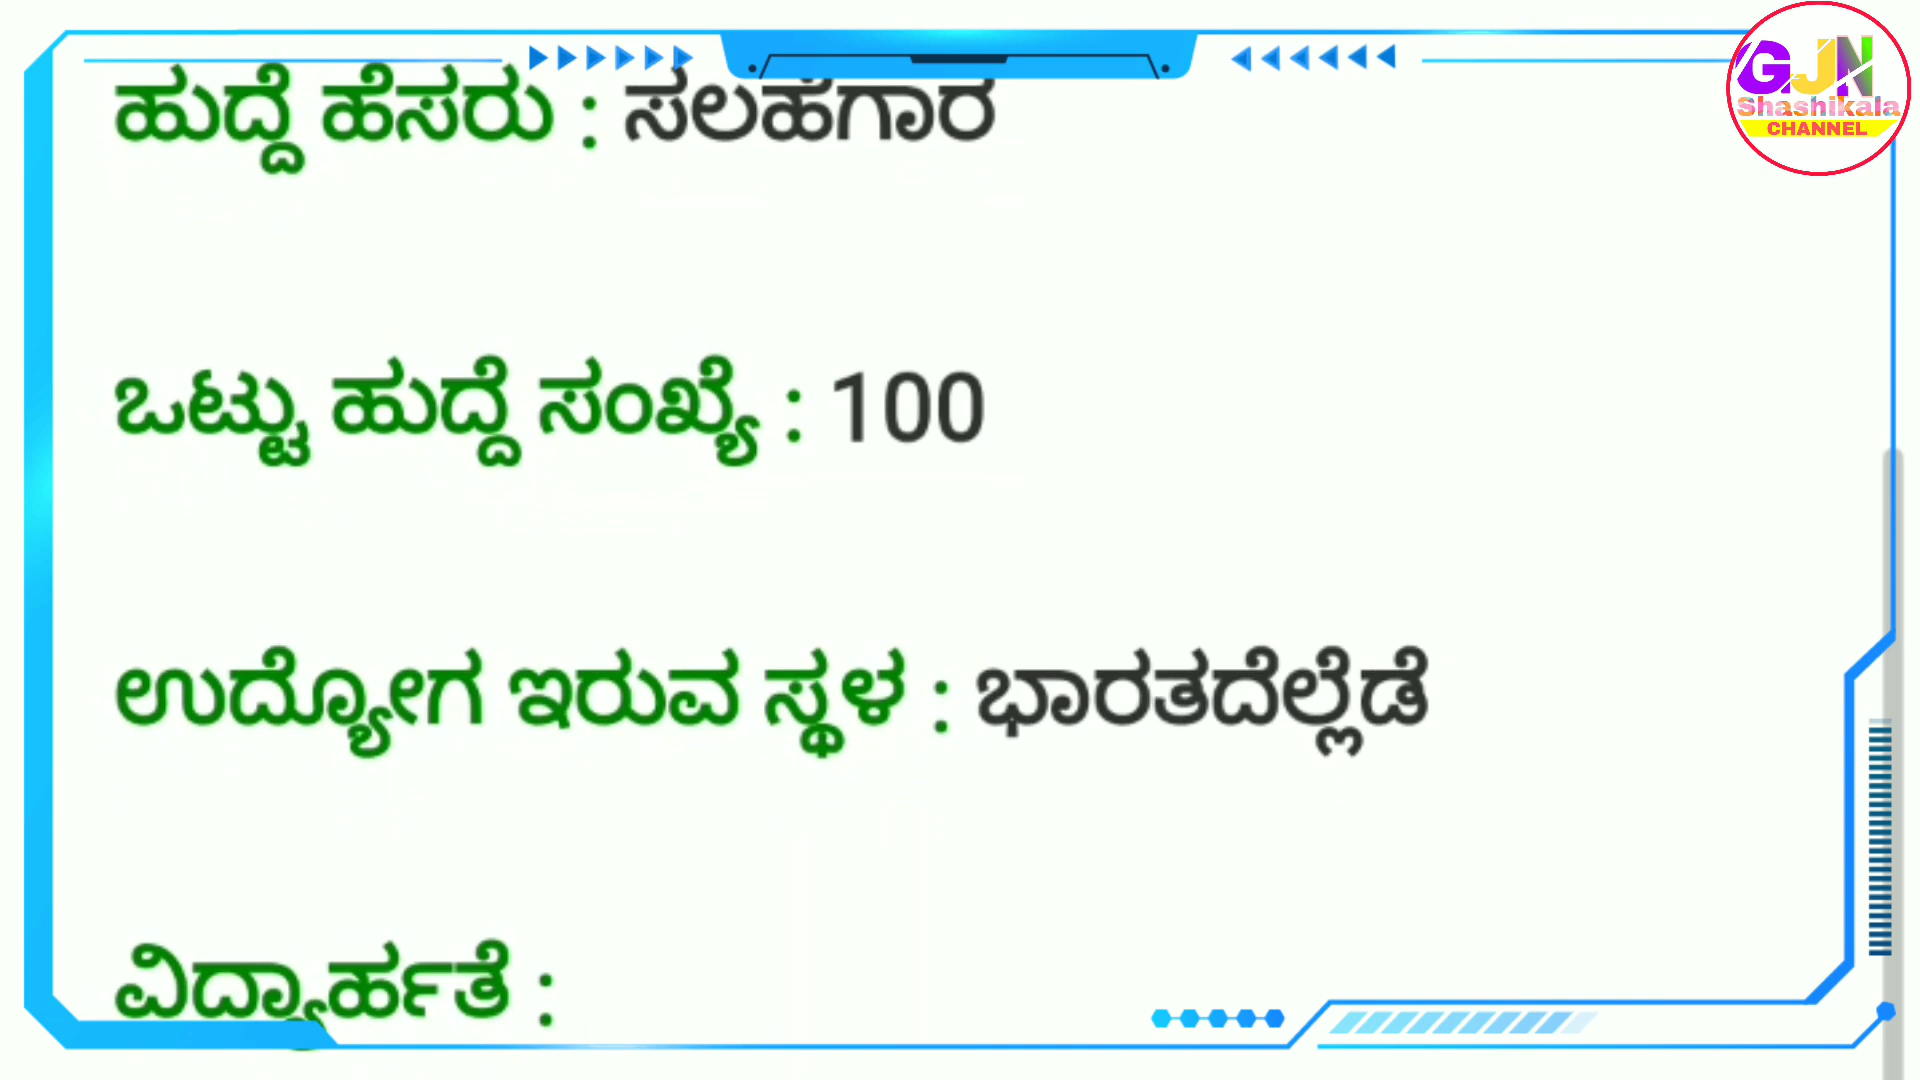 ಹುದ್ದೆ ಹೆಸರು : ಸಲಹೆಗಾರ
GJN
Shashikala
CHANNEL
ಒಟ್ಟು ಹುದ್ದೆ ಸಂಖ್ಯೆ : 100
ಉದ್ಯೋಗ ಇರುವ ಸ್ಥಳ : ಭಾರತದೆಲ್ಲೆಡೆ
ವಿದ್ಯಾರ್ಹತೆ :